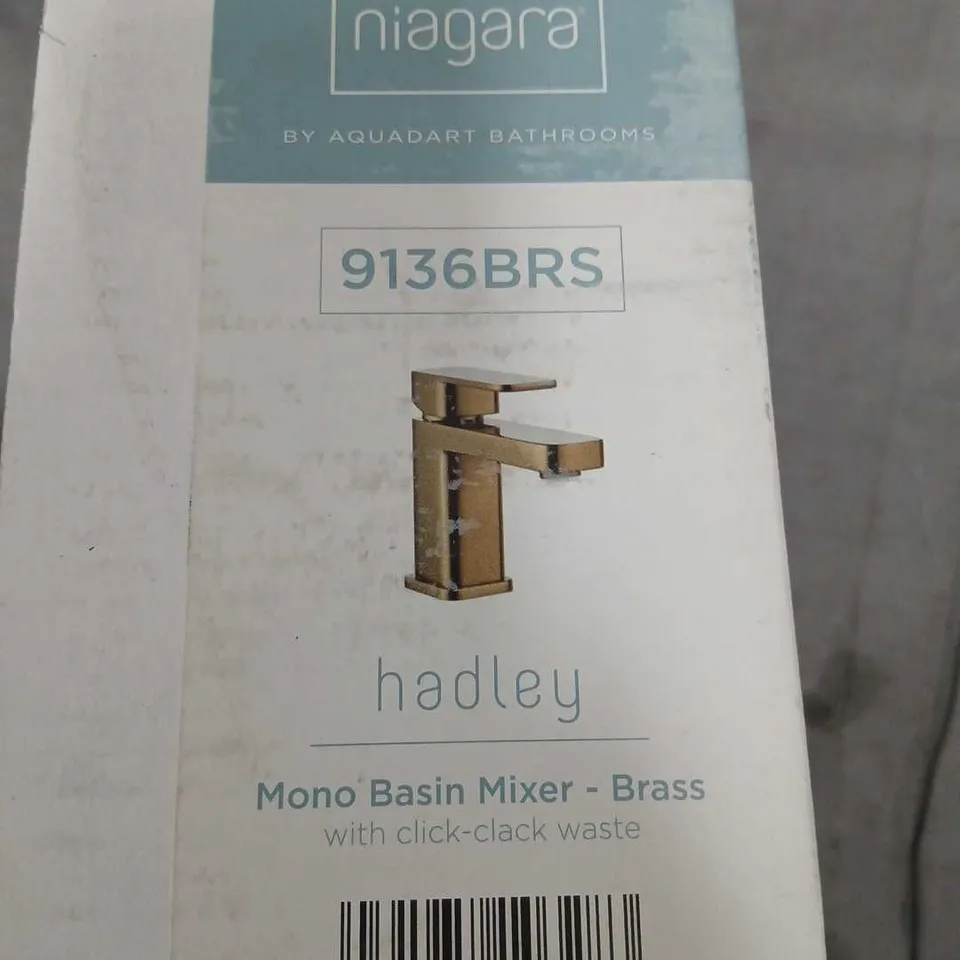 niagara
BY AQUADART BATHROOMS
9136BRS
hadley
Mono Basin Mixer - Brass
with click-clack waste